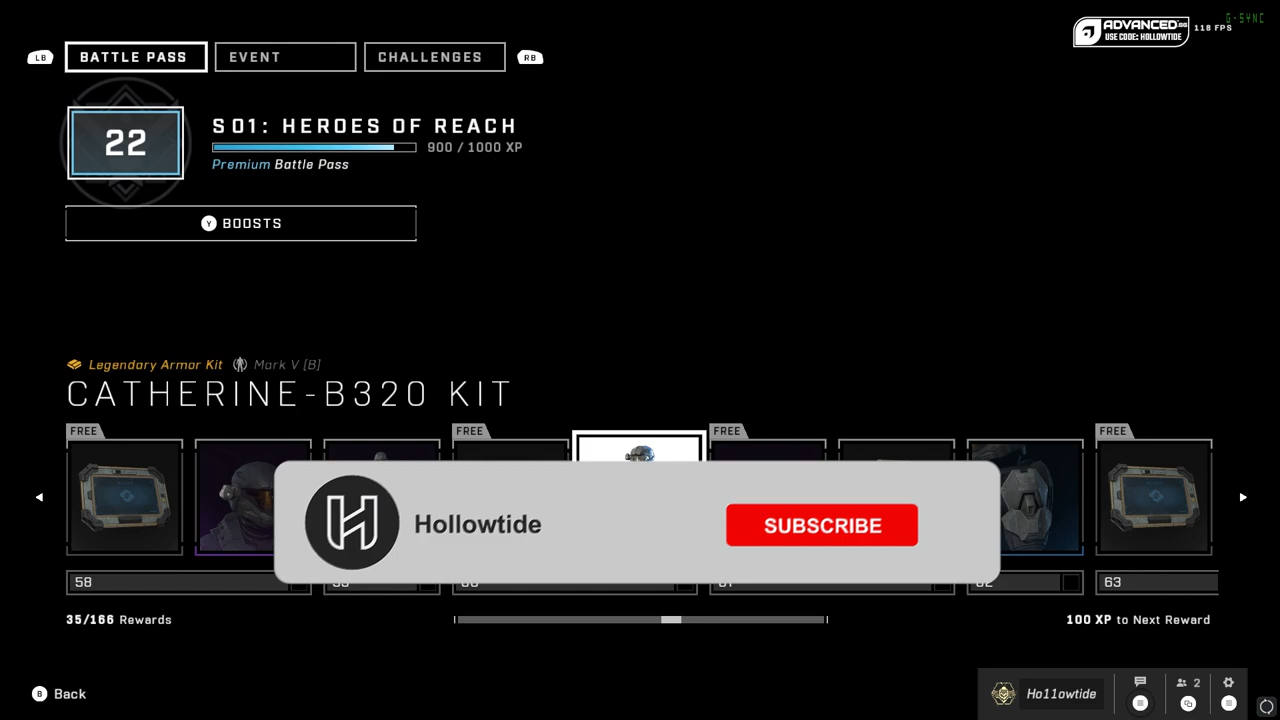 G-SYNC
ADVANCED.GG
USE CODE: HOLLOWTIDE
118 FPS
LB BATTLE PASS EVENT CHALLENGES RB
22
S01: HEROES OF REACH
900 / 1000 XP
Premium Battle Pass
Y BOOSTS
Legendary Armor Kit Mark V [B]
CATHERINE-B320 KIT
FREE FREE FREE FREE
Hollowtide SUBSCRIBE
58 63
35/166 Rewards 100 XP to Next Reward
B Back
Ho11owtide 2